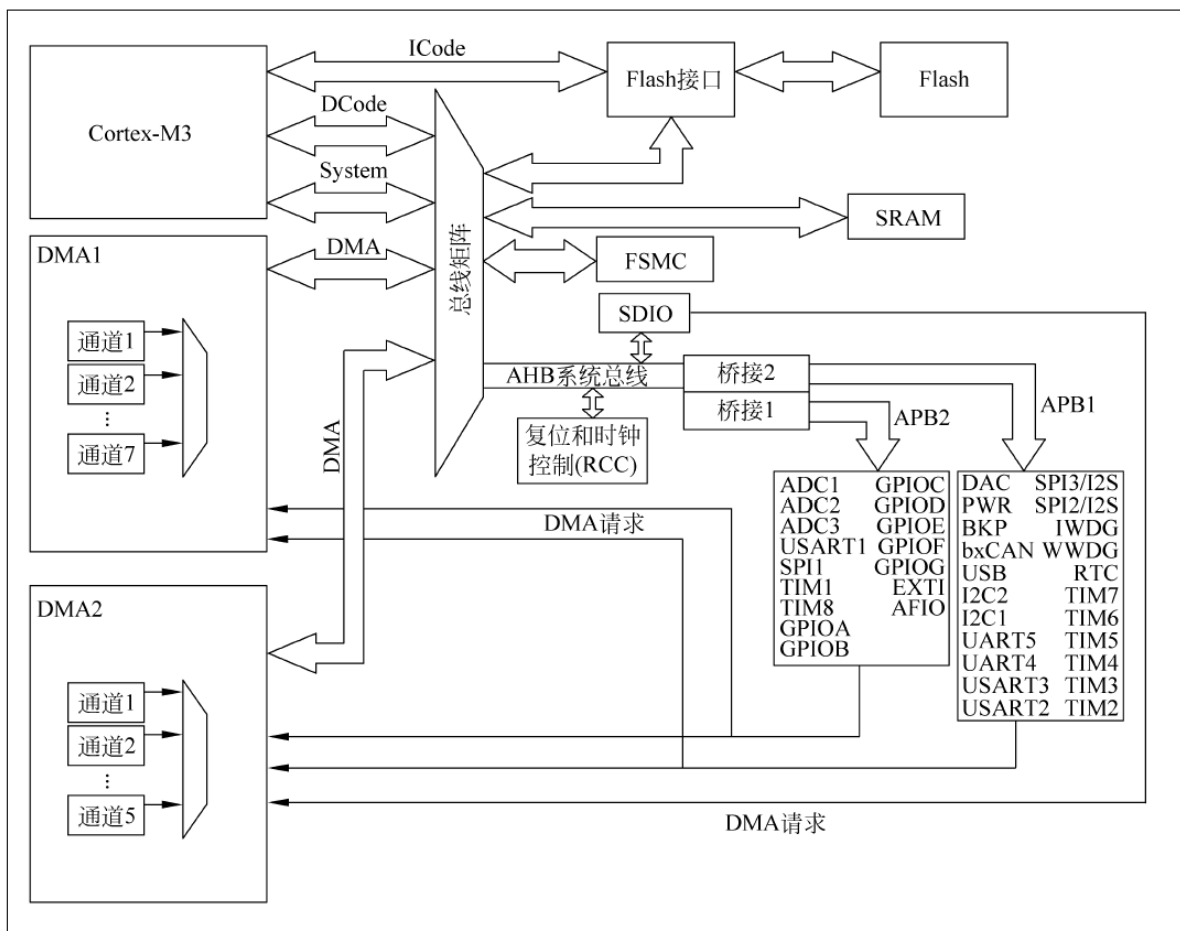 ICode
Flash接口
Flash
Cortex-M3
DCode
System
SRAM
DMA1
DMA
总线矩阵
FSMC
通道1
通道2
⋮
通道7
SDIO
AHB系统总线
桥接2
桥接1
APB2
APB1
复位和时钟
控制(RCC)
DMA
DMA请求
ADC1 GPIOC
ADC2 GPIOD
ADC3 GPIOE
USART1 GPIOF
SPI1 GPIOG
TIM1 EXTI
TIM8 AFIO
GPIOA
GPIOB
DAC SPI3/I2S
PWR SPI2/I2S
BKP IWDG
bxCAN WWDG
USB RTC
I2C2 TIM7
I2C1 TIM6
UART5 TIM5
UART4 TIM4
USART3 TIM3
USART2 TIM2
DMA2
通道1
通道2
⋮
通道5
DMA请求